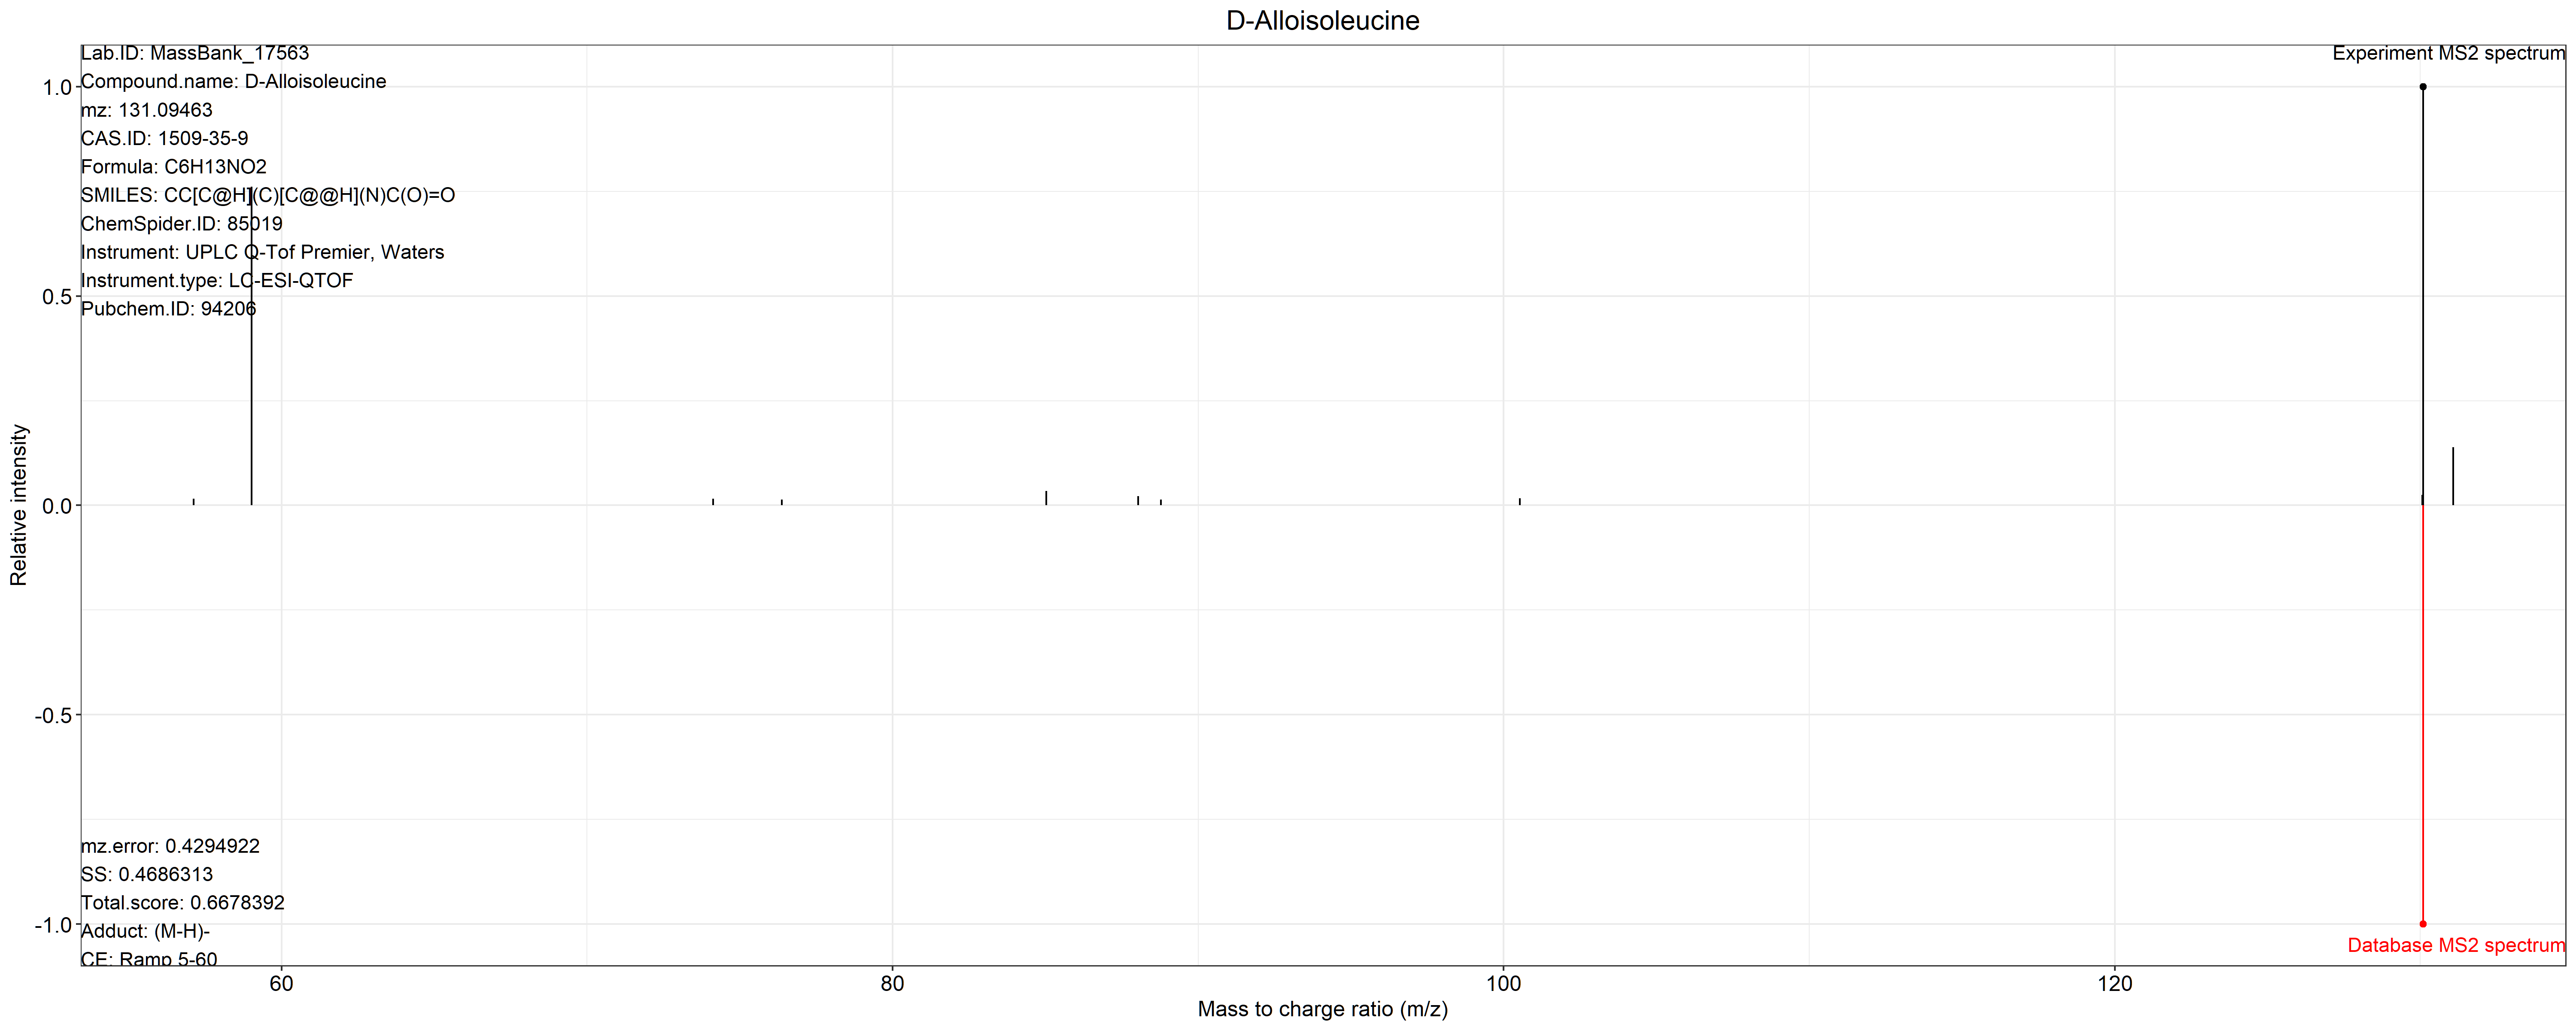 D-Alloisoleucine
Lab.ID: MassBank_17563
Experiment MS2 spectrum
Compound.name: D-Alloisoleucine
mz: 131.09463
CAS.ID: 1509-35-9
Formula: C6H13NO2
SMILES: CC[C@H](C)[C@@H](N)C(O)=O
ChemSpider.ID: 85019
Instrument: UPLC Q-Tof Premier, Waters
Instrument.type: LC-ESI-QTOF
Pubchem.ID: 94206
1.0
0.5
0.0
-0.5
-1.0
Relative intensity
mz.error: 0.4294922
SS: 0.4686313
Total.score: 0.6678392
Adduct: (M-H)-
CE: Ramp 5-60
Database MS2 spectrum
60
80
100
120
Mass to charge ratio (m/z)